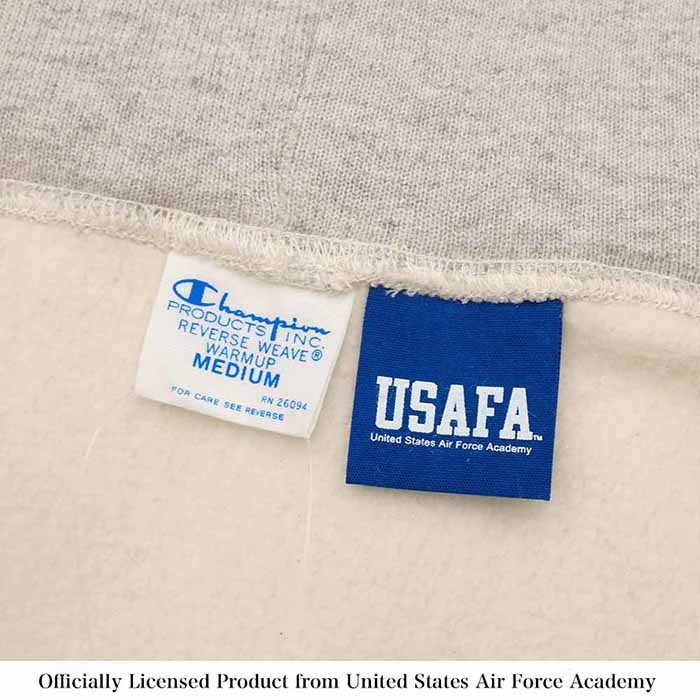 Champion
PRODUCTS INC.
REVERSE WEAVE®
WARMUP
MEDIUM
RN 26094
FOR CARE SEE REVERSE
USAFA™
United States Air Force Academy
Officially Licensed Product from United States Air Force Academy